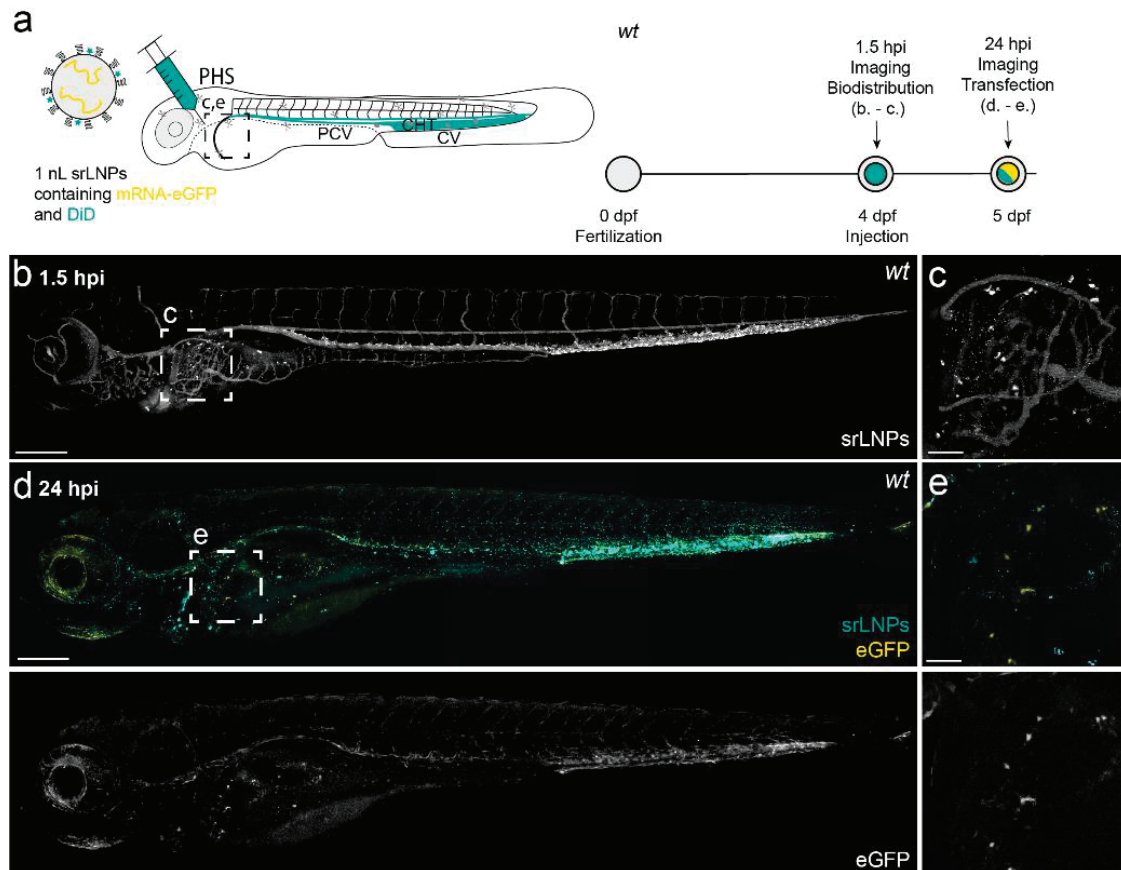 a
wt
PHS
c,e
CHT
PCV
CV
1 nL srLNPs
containing mRNA-eGFP
and DiD
1.5 hpi
Imaging
Biodistribution
(b. - c.)
24 hpi
Imaging
Transfection
(d. - e.)
0 dpf
Fertilization
4 dpf
Injection
5 dpf
b 1.5 hpi
wt
c
srLNPs
c
d 24 hpi
wt
e
srLNPs
eGFP
e
eGFP